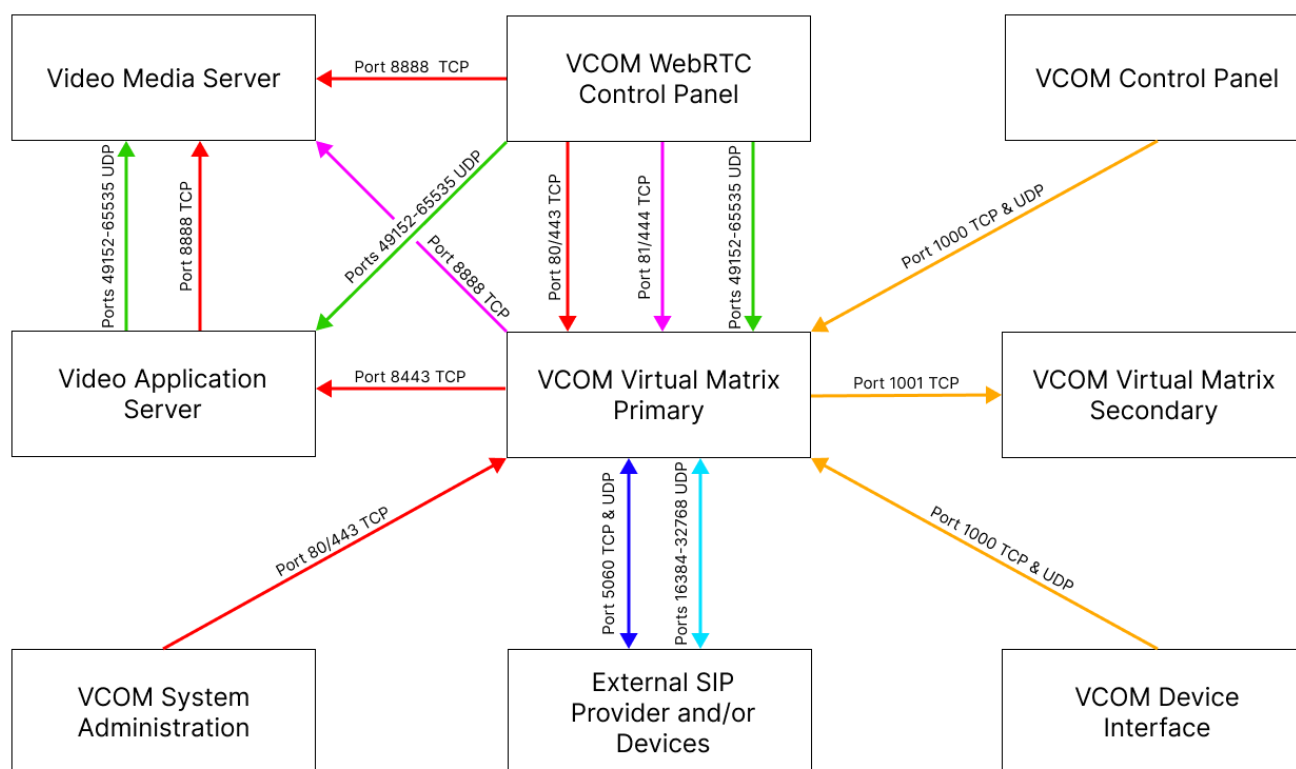 Video Media Server
Port 8888 TCP
VCOM WebRTC
Control Panel
VCOM Control Panel
Ports 49152-65535 UDP
Port 8888 TCP
Ports 49152-65535 UDP
Port 8888 TCP
Port 80/443 TCP
Port 81/444 TCP
Ports 49152-65535 UDP
Port 1000 TCP & UDP
Video Application
Server
Port 8443 TCP
VCOM Virtual Matrix
Primary
Port 1001 TCP
VCOM Virtual Matrix
Secondary
Port 80/443 TCP
Port 5060 TCP & UDP
Ports 16384-32768 UDP
Port 1000 TCP & UDP
VCOM System
Administration
External SIP
Provider and/or
Devices
VCOM Device
Interface